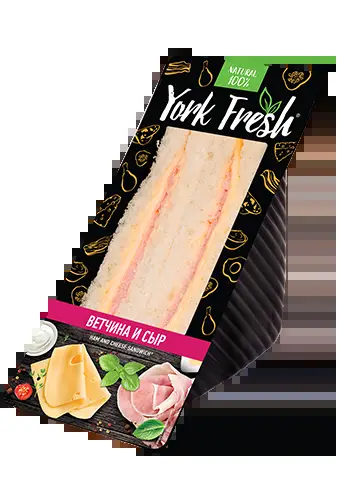 NATURAL
100%
York Fresh®
ВЕТЧИНА И СЫР
HAM AND CHEESE SANDWICH*